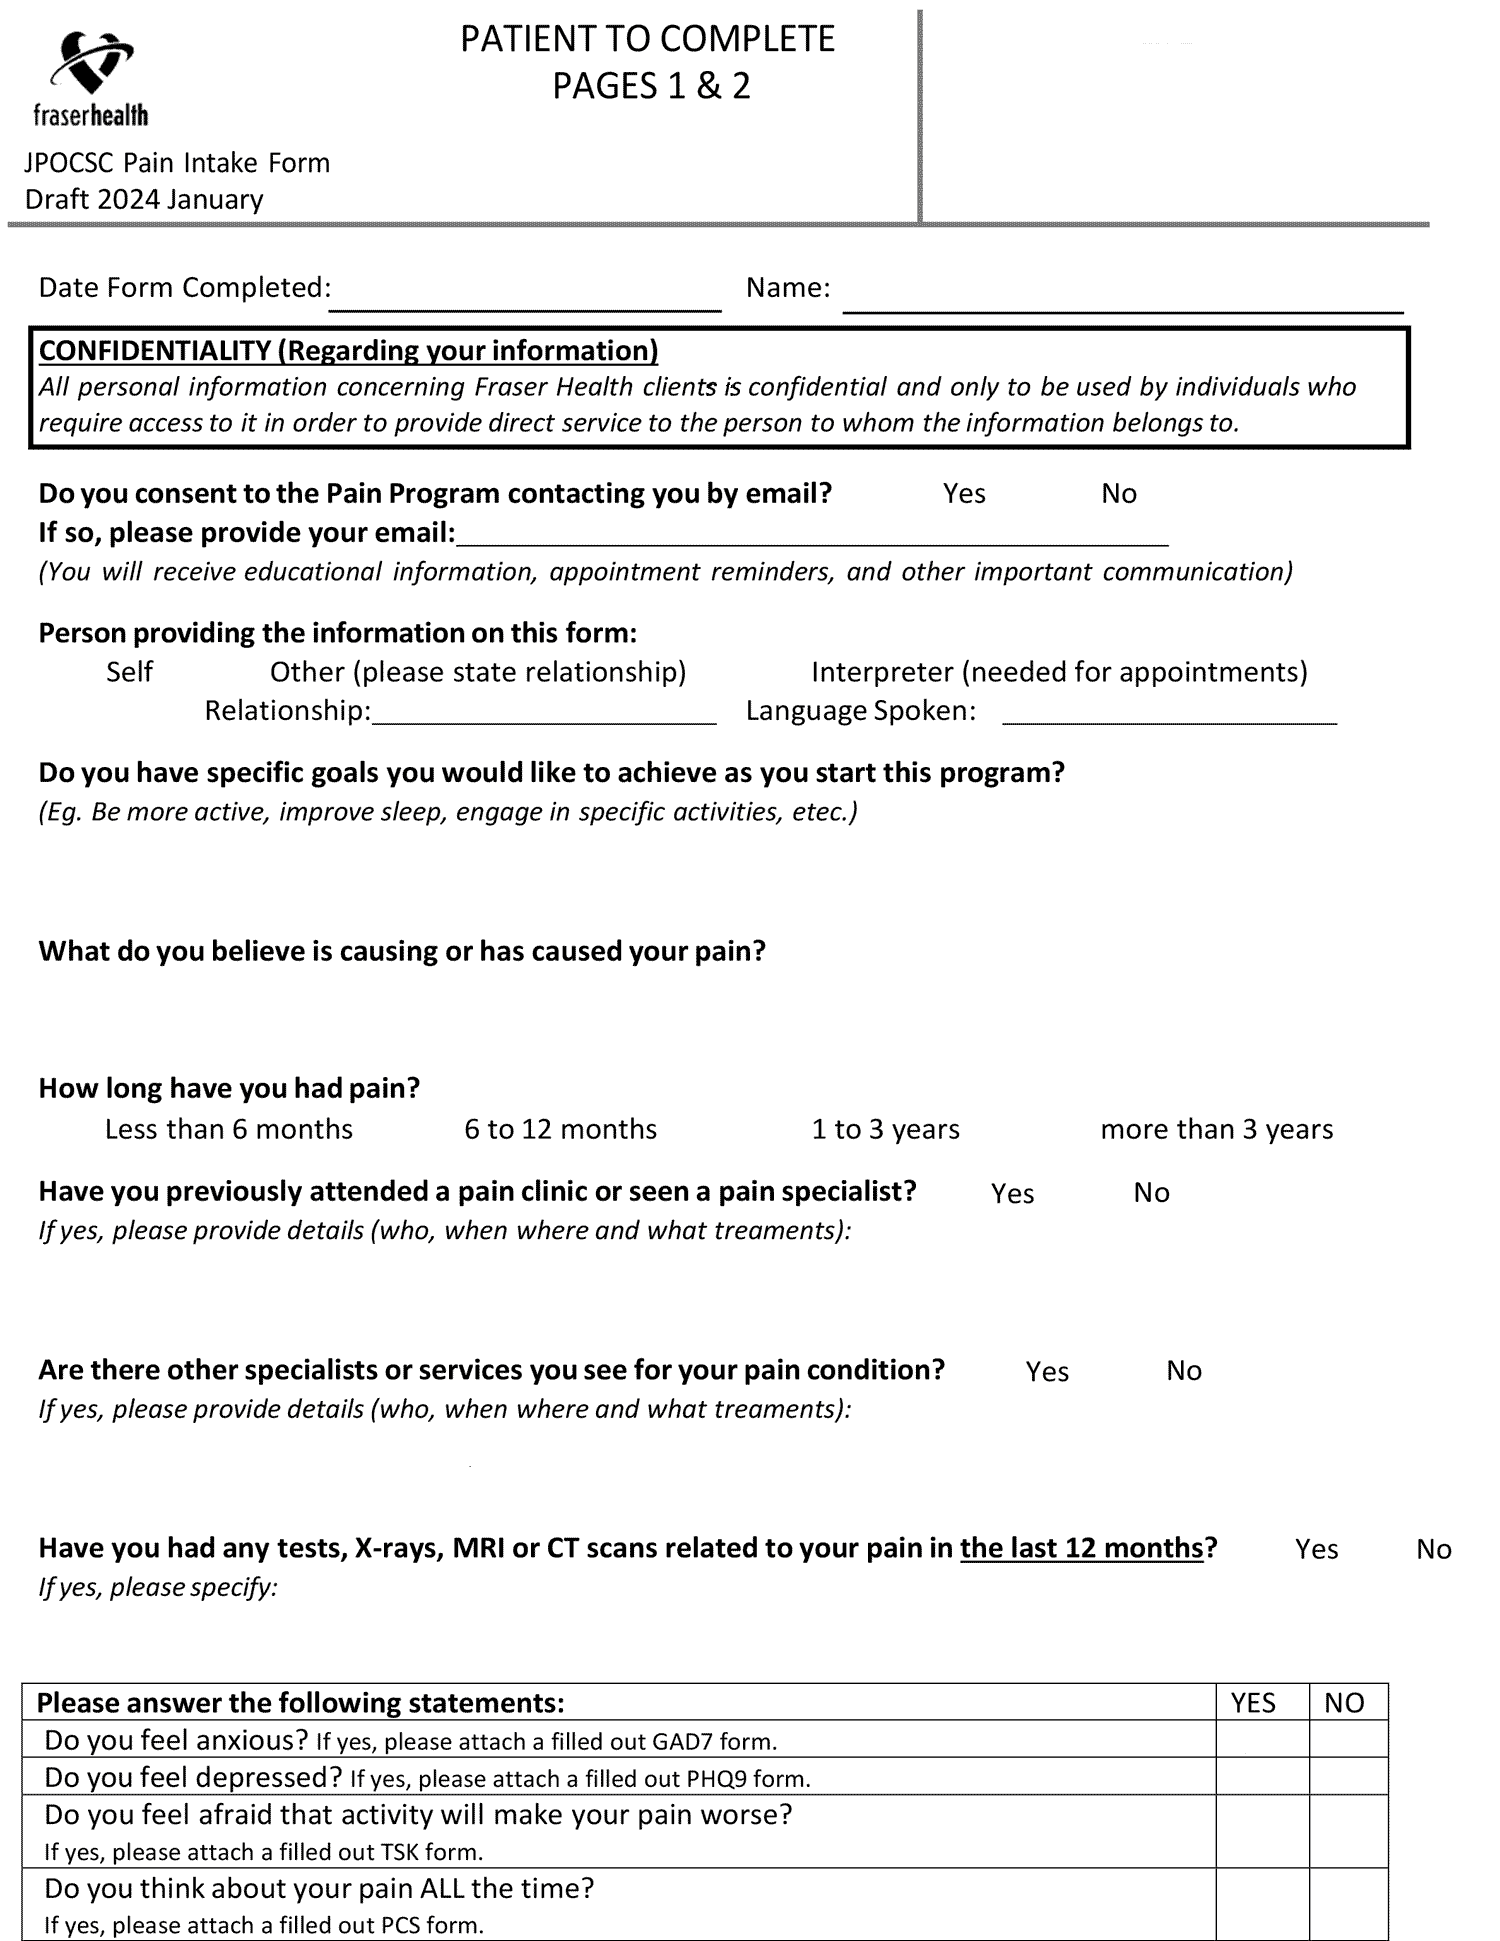 PATIENT TO COMPLETE
PAGES 1 & 2
fraserhealth
JPOCSC Pain Intake Form
Draft 2024 January
Date Form Completed: Name:
CONFIDENTIALITY (Regarding your information)
All personal information concerning Fraser Health clients is confidential and only to be used by individuals who
require access to it in order to provide direct service to the person to whom the information belongs to.
Do you consent to the Pain Program contacting you by email? Yes No
If so, please provide your email:
(You will receive educational information, appointment reminders, and other important communication)
Person providing the information on this form:
Self Other (please state relationship) Interpreter (needed for appointments)
Relationship: Language Spoken:
Do you have specific goals you would like to achieve as you start this program?
(Eg. Be more active, improve sleep, engage in specific activities, etec.)
What do you believe is causing or has caused your pain?
How long have you had pain?
Less than 6 months 6 to 12 months 1 to 3 years more than 3 years
Have you previously attended a pain clinic or seen a pain specialist? Yes No
If yes, please provide details (who, when where and what treaments):
Are there other specialists or services you see for your pain condition? Yes No
If yes, please provide details (who, when where and what treaments):
Have you had any tests, X-rays, MRI or CT scans related to your pain in the last 12 months? Yes No
If yes, please specify:
Please answer the following statements: YES NO
Do you feel anxious? If yes, please attach a filled out GAD7 form.
Do you feel depressed? If yes, please attach a filled out PHQ9 form.
Do you feel afraid that activity will make your pain worse?
If yes, please attach a filled out TSK form.
Do you think about your pain ALL the time?
If yes, please attach a filled out PCS form.